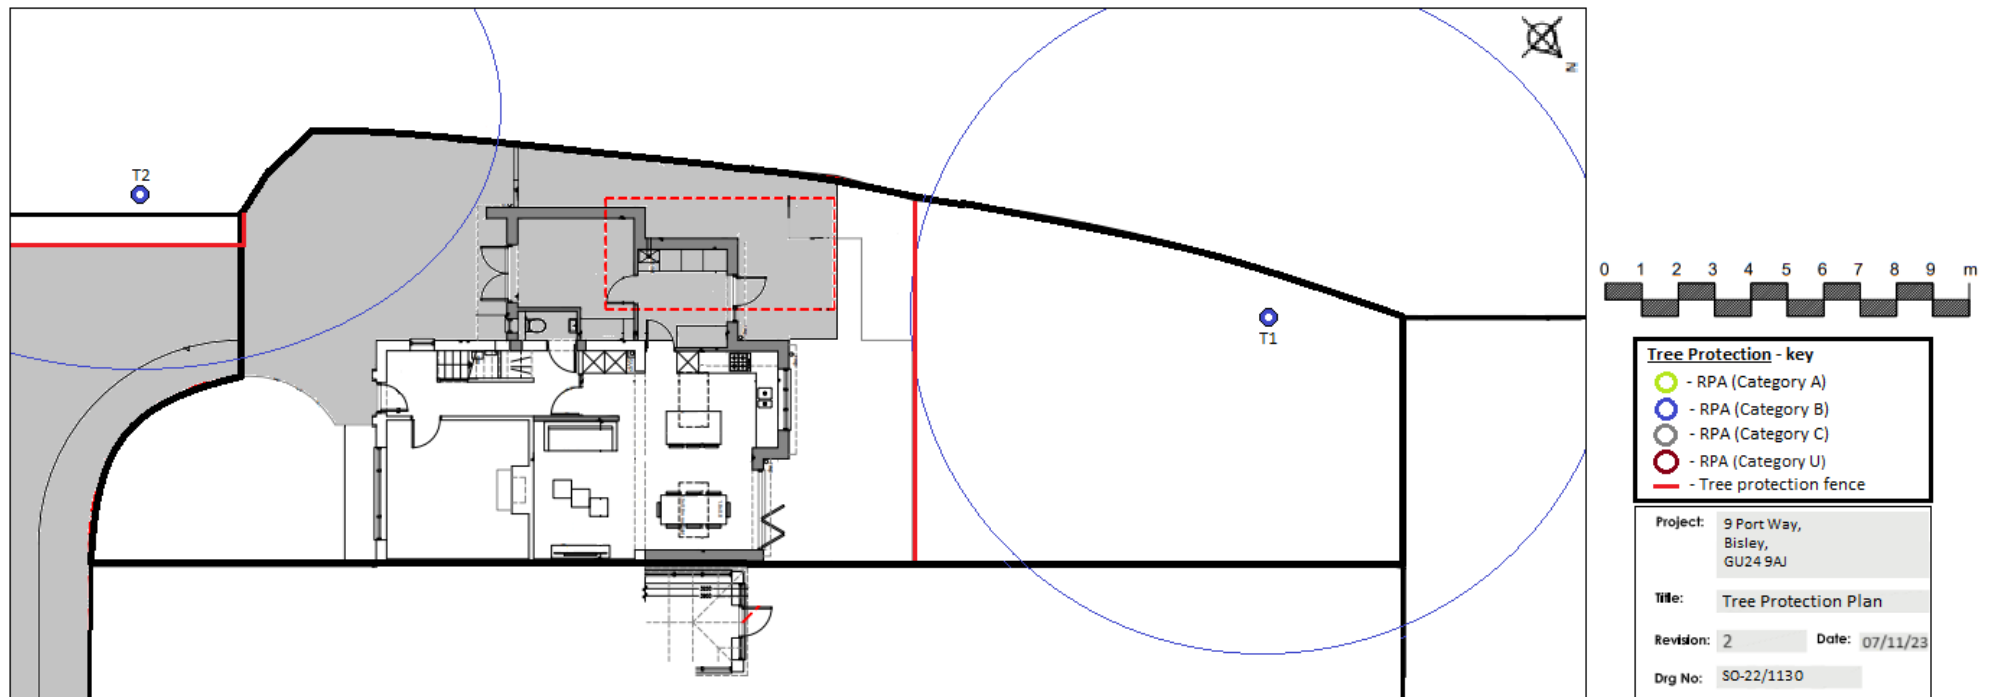 T2
T1
N
0 1 2 3 4 5 6 7 8 9 m
Tree Protection - key
- RPA (Category A)
- RPA (Category B)
- RPA (Category C)
- RPA (Category U)
- Tree protection fence
Project: 9 Port Way,
Bisley,
GU24 9AJ
Title: Tree Protection Plan
Revision: 2 Date: 07/11/23
Drg No: SO-22/1130